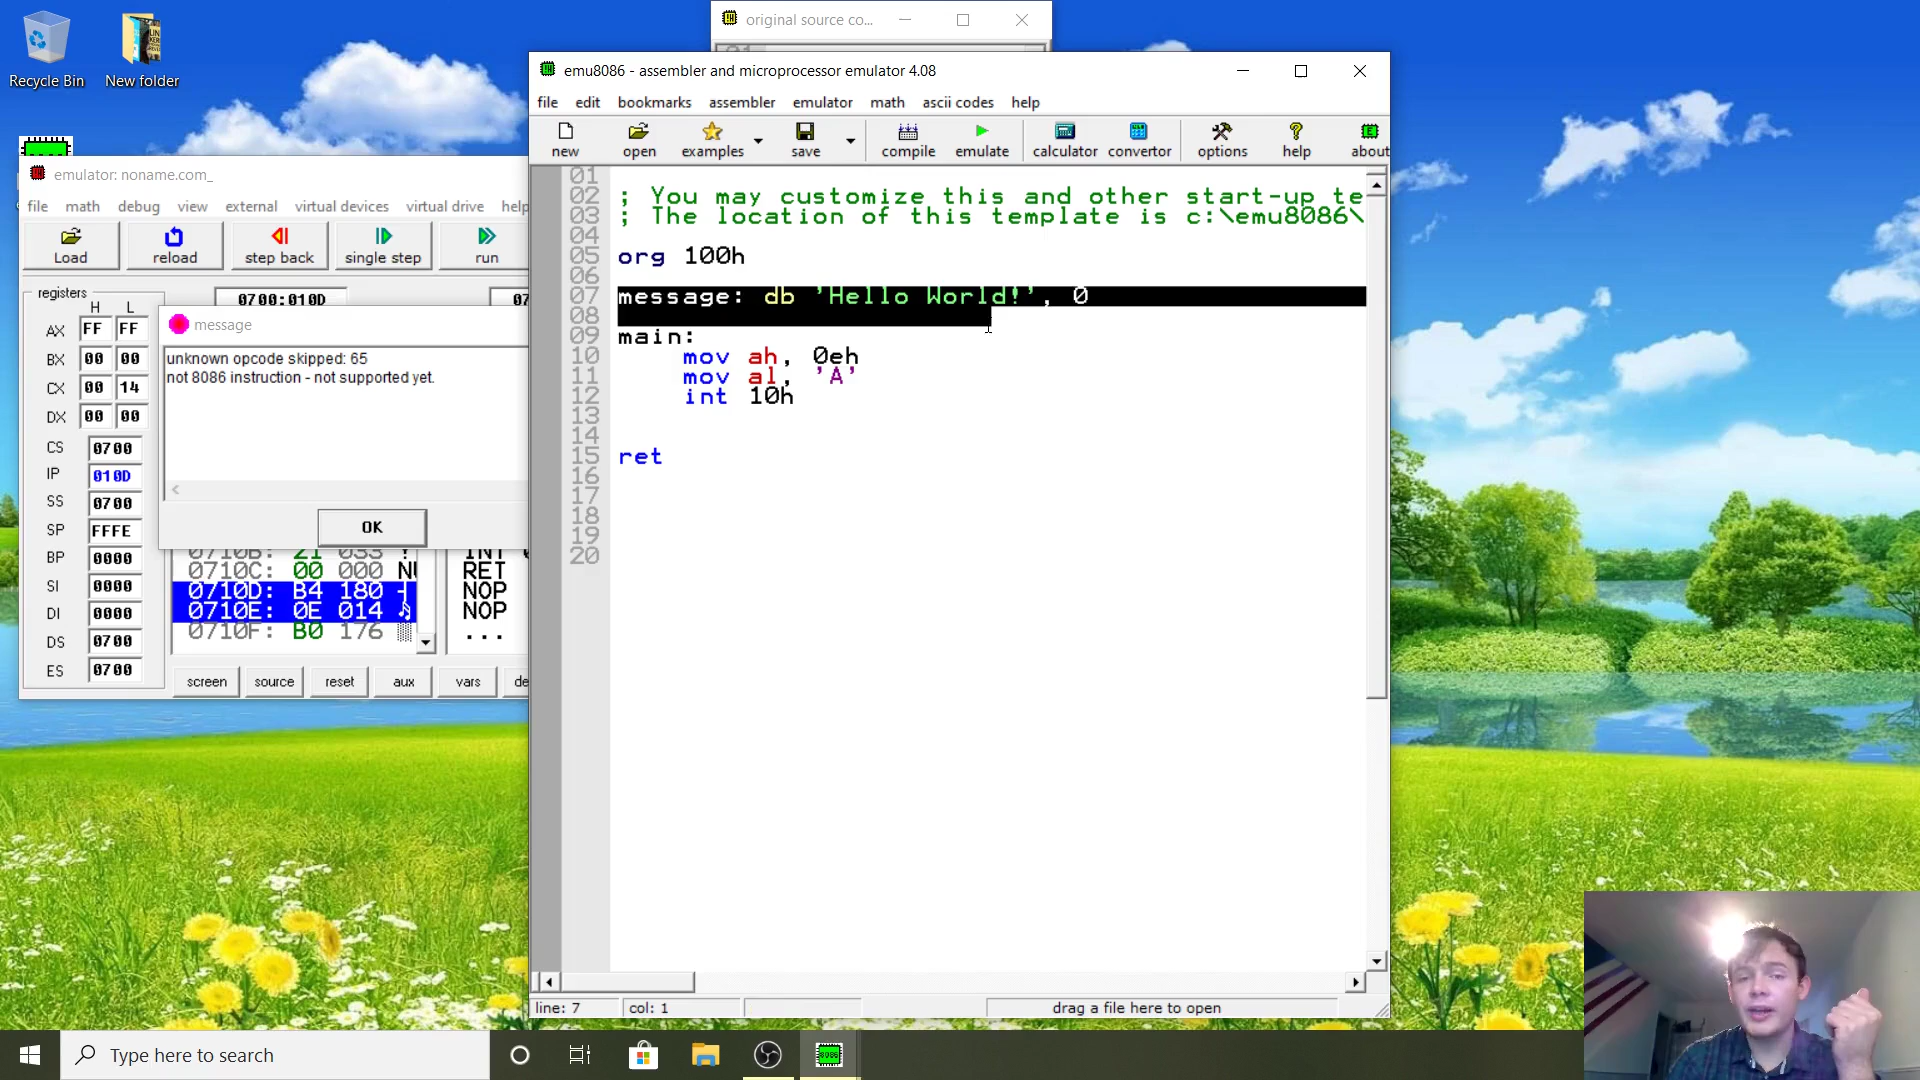 Recycle Bin
New folder
original source co...
01
emu8086 - assembler and microprocessor emulator 4.08
file edit bookmarks assembler emulator math ascii codes help
new open examples save compile emulate calculator convertor options help about
01
02 ; You may customize this and other start-up te
03 ; The location of this template is c:\emu8086\
04
05 org 100h
06
07 message: db 'Hello World!', 0
08
09 main:
10 mov ah, 0eh
11 mov al, 'A'
12 int 10h
13
14
15 ret
16
17
18
19
20
line: 7 col: 1 drag a file here to open
emulator: noname.com_
file math debug view external virtual devices virtual drive help
Load reload step back single step run
registers
H L
0700:010D 07
AX FF FF
BX 00 00
CX 00 14
DX 00 00
CS 0700
IP 010D
SS 0700
SP FFFE
BP 0000
SI 0000
DI 0000
DS 0700
ES 0700
message
unknown opcode skipped: 65
not 8086 instruction - not supported yet.
OK
0710B: 21 033 !
0710C: 00 000 NU RET
0710D: B4 180 ┤ NOP
0710E: 0E 014 ♫ NOP
0710F: B0 176 ░ ...
screen source reset aux vars de
Type here to search
8086